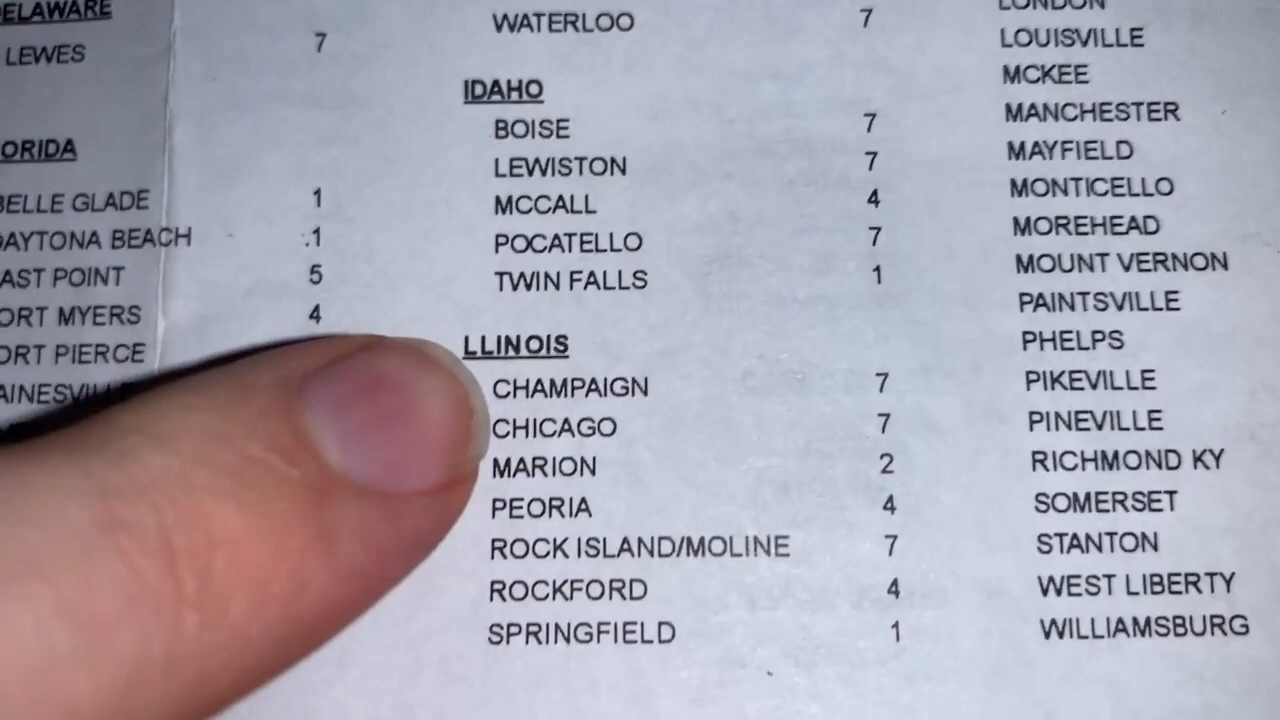 ELAWARE
LEWES 7
ORIDA
BELLE GLADE 1
DAYTONA BEACH .1
AST POINT 5
ORT MYERS 4
ORT PIERCE
AINESVILLE
WATERLOO 7
IDAHO
BOISE 7
LEWISTON 7
MCCALL 4
POCATELLO 7
TWIN FALLS 1
LLINOIS
CHAMPAIGN 7
CHICAGO 7
MARION 2
PEORIA 4
ROCK ISLAND/MOLINE 7
ROCKFORD 4
SPRINGFIELD 1
LONDON
LOUISVILLE
MCKEE
MANCHESTER
MAYFIELD
MONTICELLO
MOREHEAD
MOUNT VERNON
PAINTSVILLE
PHELPS
PIKEVILLE
PINEVILLE
RICHMOND KY
SOMERSET
STANTON
WEST LIBERTY
WILLIAMSBURG